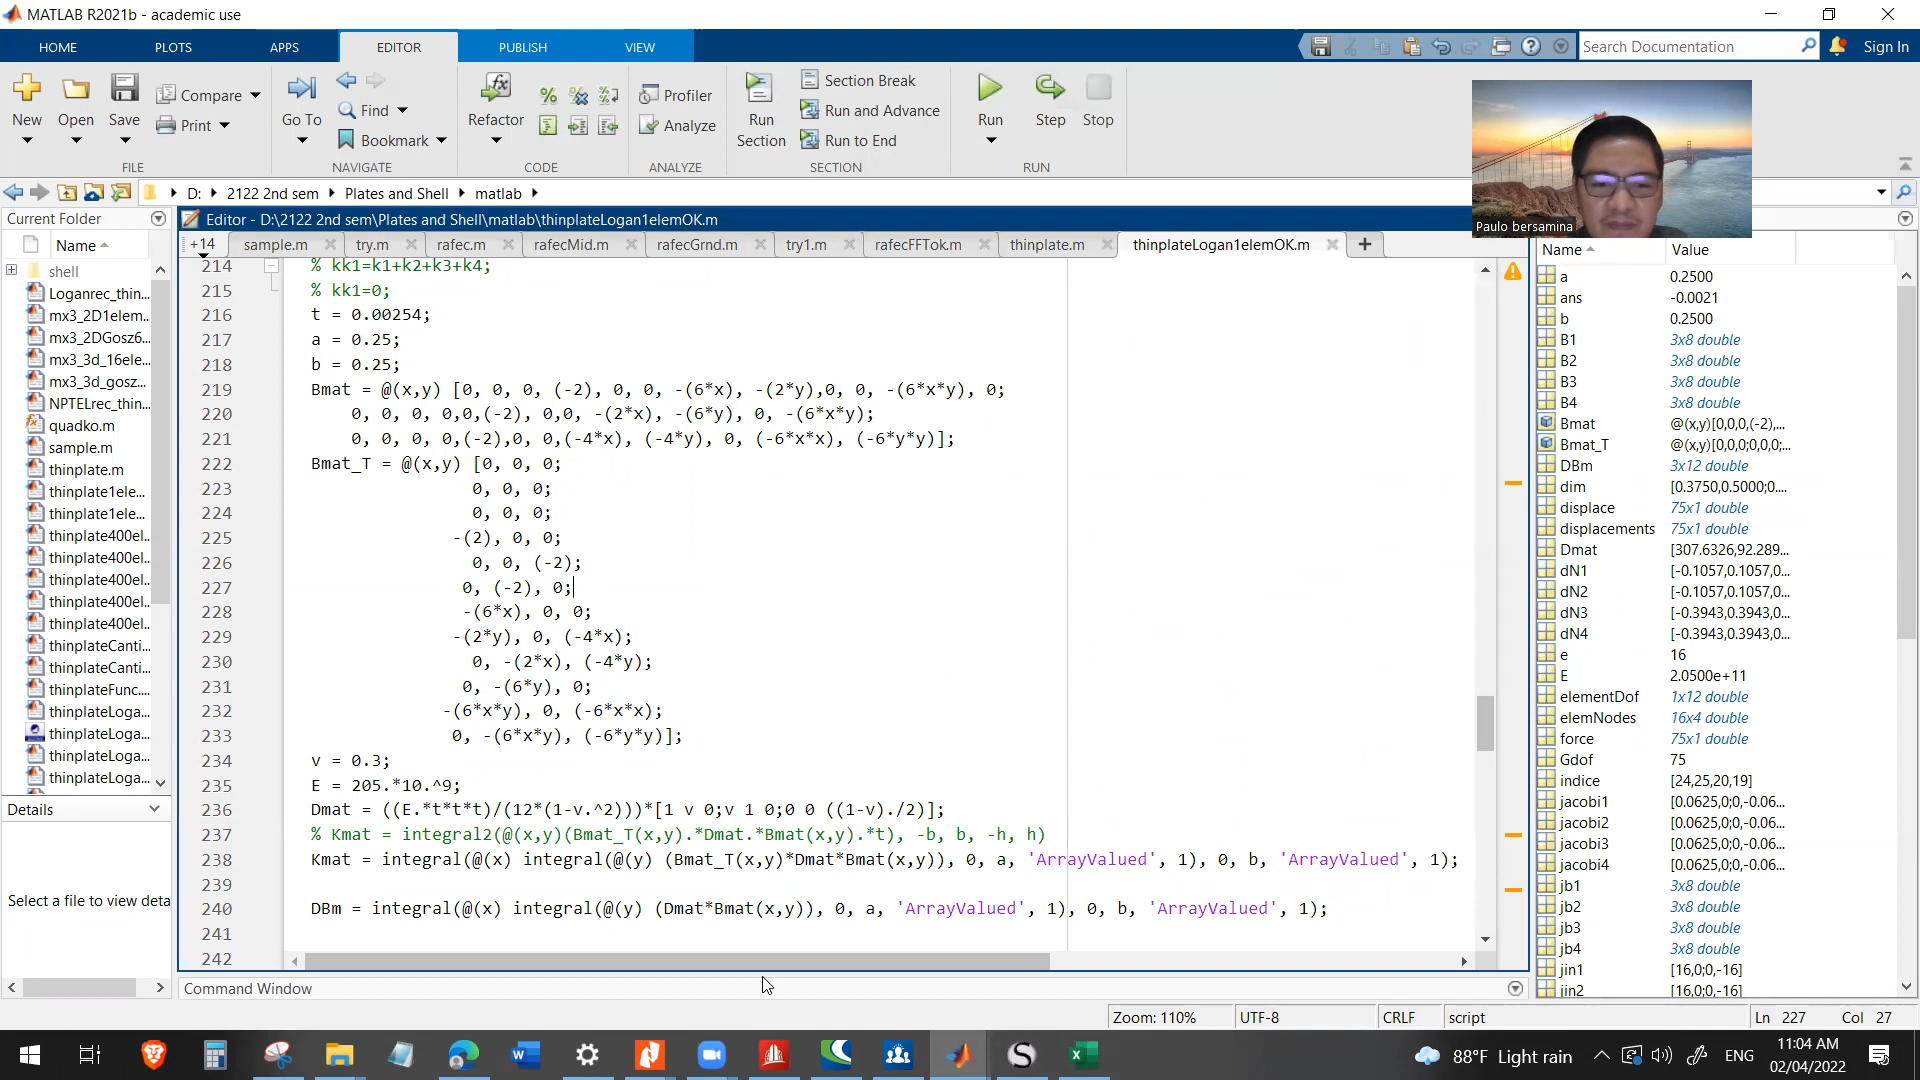 MATLAB R2021b - academic use
HOME PLOTS APPS EDITOR PUBLISH VIEW Search Documentation Sign In
New Open Save Compare Print Go To Find Bookmark Refactor Profiler Analyze Run Section Section Break Run and Advance Run to End Run Step Stop
FILE NAVIGATE CODE ANALYZE SECTION RUN
D: 2122 2nd sem Plates and Shell matlab
Paulo bersamina
Current Folder
Name
shell
Loganrec_thin...
mx3_2D1elem...
mx3_2DGosz6...
mx3_3d_16ele...
mx3_3d_gosz...
NPTELrec_thin...
quadko.m
sample.m
thinplate.m
thinplate1ele...
thinplate1ele...
thinplate400el...
thinplate400el...
thinplate400el...
thinplate400el...
thinplate400el...
thinplateCanti...
thinplateCanti...
thinplateFunc...
thinplateLoga...
thinplateLoga...
thinplateLoga...
thinplateLoga...
Details
Select a file to view deta
Editor - D:\2122 2nd sem\Plates and Shell\matlab\thinplateLogan1elemOK.m
+14 sample.m try.m rafec.m rafecMid.m rafecGrnd.m try1.m rafecFFTok.m thinplate.m thinplateLogan1elemOK.m
214 % kk1=k1+k2+k3+k4;
215 % kk1=0;
216 t = 0.00254;
217 a = 0.25;
218 b = 0.25;
219 Bmat = @(x,y) [0, 0, 0, (-2), 0, 0, -(6*x), -(2*y),0, 0, -(6*x*y), 0;
220 0, 0, 0, 0,0,(-2), 0,0, -(2*x), -(6*y), 0, -(6*x*y);
221 0, 0, 0, 0,(-2),0, 0,(-4*x), (-4*y), 0, (-6*x*x), (-6*y*y)];
222 Bmat_T = @(x,y) [0, 0, 0;
223 0, 0, 0;
224 0, 0, 0;
225 -(2), 0, 0;
226 0, 0, (-2);
227 0, (-2), 0;
228 -(6*x), 0, 0;
229 -(2*y), 0, (-4*x);
230 0, -(2*x), (-4*y);
231 0, -(6*y), 0;
232 -(6*x*y), 0, (-6*x*x);
233 0, -(6*x*y), (-6*y*y)];
234 v = 0.3;
235 E = 205.*10.^9;
236 Dmat = ((E.*t*t*t)/(12*(1-v.^2)))*[1 v 0;v 1 0;0 0 ((1-v)./2)];
237 % Kmat = integral2(@(x,y)(Bmat_T(x,y).*Dmat.*Bmat(x,y).*t), -b, b, -h, h)
238 Kmat = integral(@(x) integral(@(y) (Bmat_T(x,y)*Dmat*Bmat(x,y)), 0, a, 'ArrayValued', 1), 0, b, 'ArrayValued', 1);
239
240 DBm = integral(@(x) integral(@(y) (Dmat*Bmat(x,y)), 0, a, 'ArrayValued', 1), 0, b, 'ArrayValued', 1);
241
242
Command Window
Name Value
a 0.2500
ans -0.0021
b 0.2500
B1 3x8 double
B2 3x8 double
B3 3x8 double
B4 3x8 double
Bmat @(x,y)[0,0,0,(-2),...
Bmat_T @(x,y)[0,0,0;0,0,0;...
DBm 3x12 double
dim [0.3750,0.5000;0....
displace 75x1 double
displacements 75x1 double
Dmat [307.6326,92.289...
dN1 [-0.1057,0.1057,0...
dN2 [-0.1057,0.1057,0...
dN3 [-0.3943,0.3943,0...
dN4 [-0.3943,0.3943,0...
e 16
E 2.0500e+11
elementDof 1x12 double
elemNodes 16x4 double
force 75x1 double
Gdof 75
indice [24,25,20,19]
jacobi1 [0.0625,0;0,-0.06...
jacobi2 [0.0625,0;0,-0.06...
jacobi3 [0.0625,0;0,-0.06...
jacobi4 [0.0625,0;0,-0.06...
jb1 3x8 double
jb2 3x8 double
jb3 3x8 double
jb4 3x8 double
jin1 [16,0;0,-16]
jin2 [16,0;0,-16]
Zoom: 110% UTF-8 CRLF script Ln 227 Col 27
88°F Light rain ENG 11:04 AM
02/04/2022